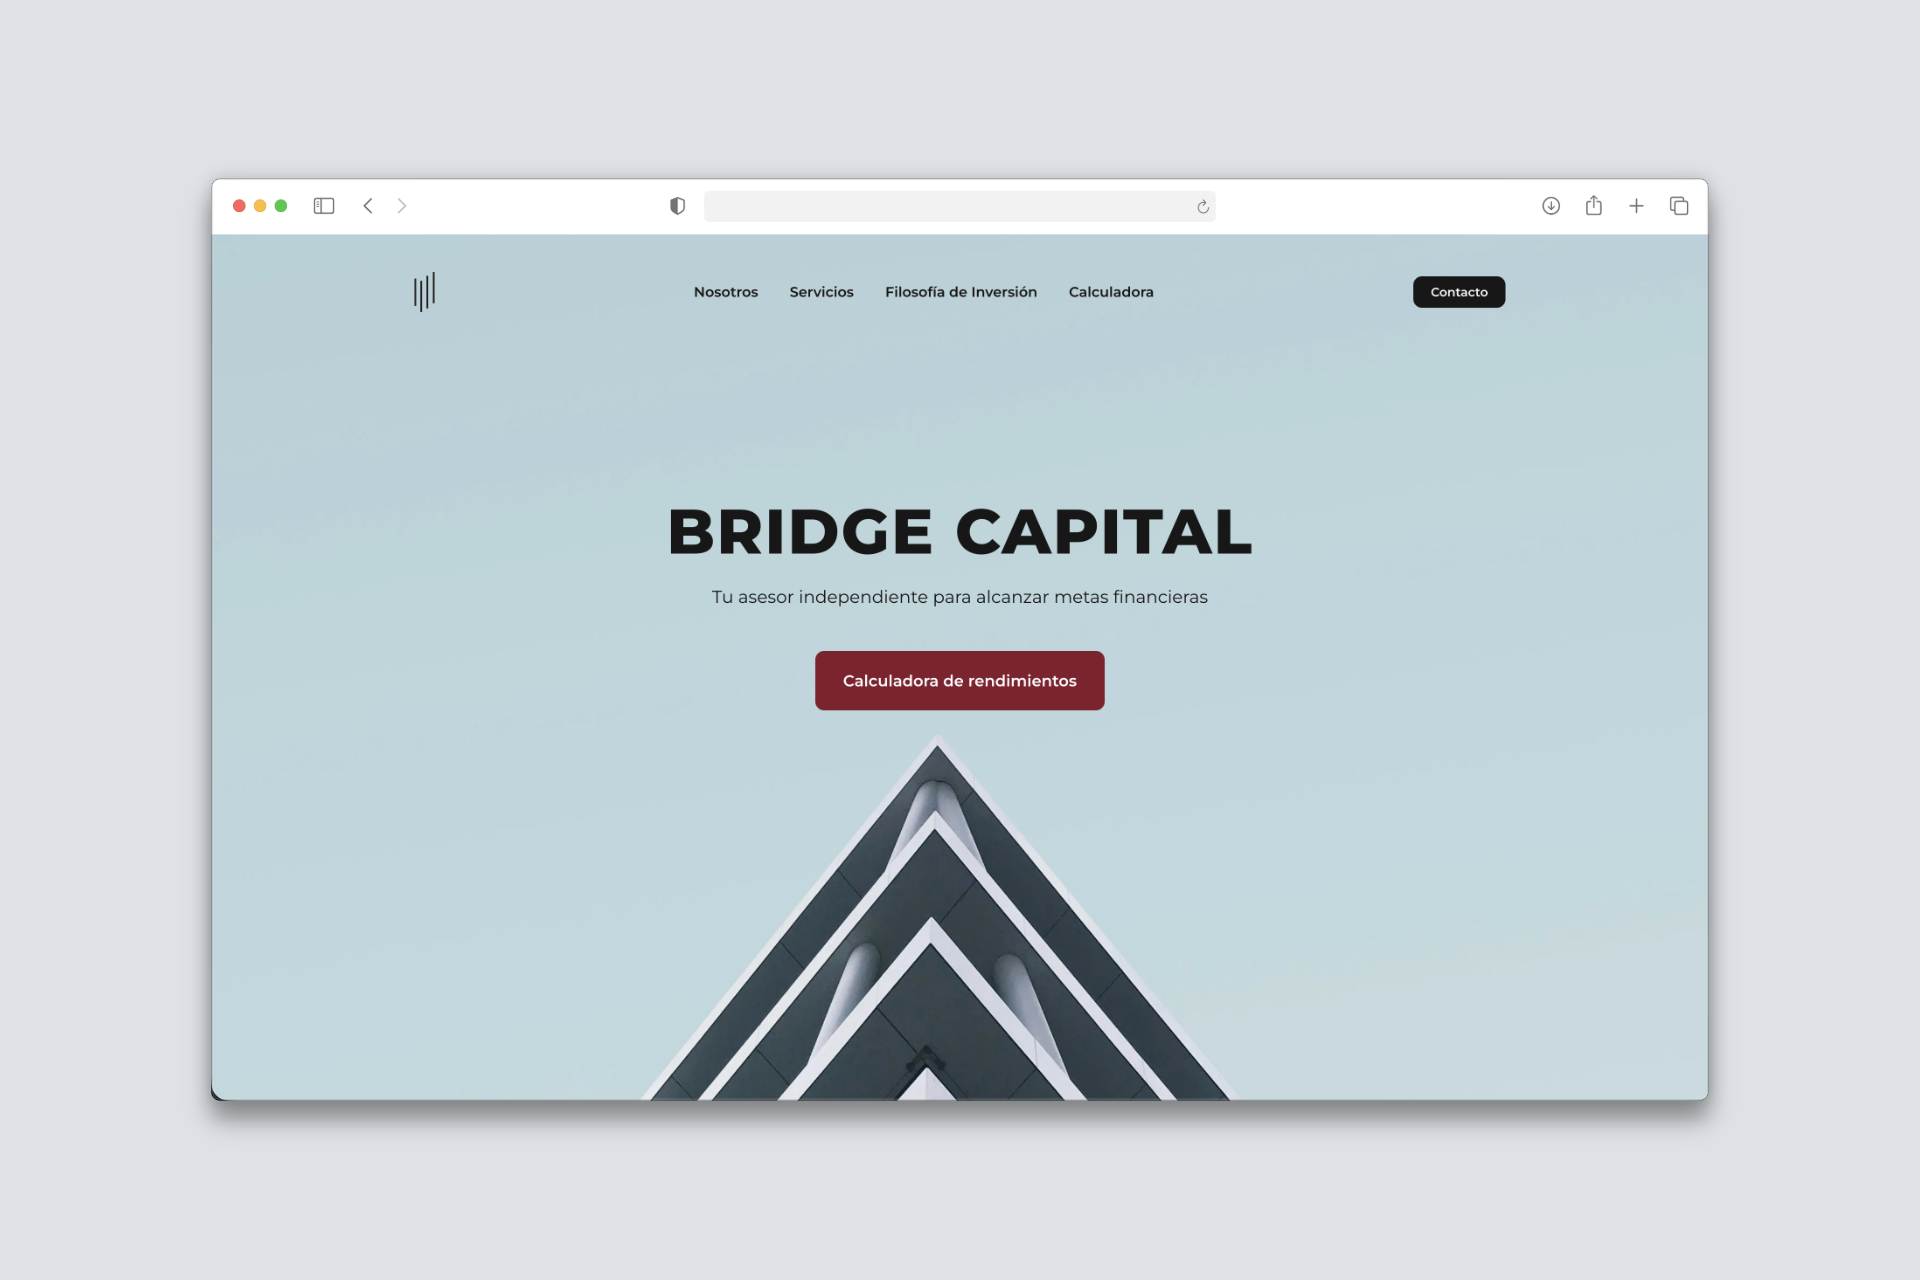 Nosotros Servicios Filosofía de Inversión Calculadora Contacto
BRIDGE CAPITAL
Tu asesor independiente para alcanzar metas financieras
Calculadora de rendimientos